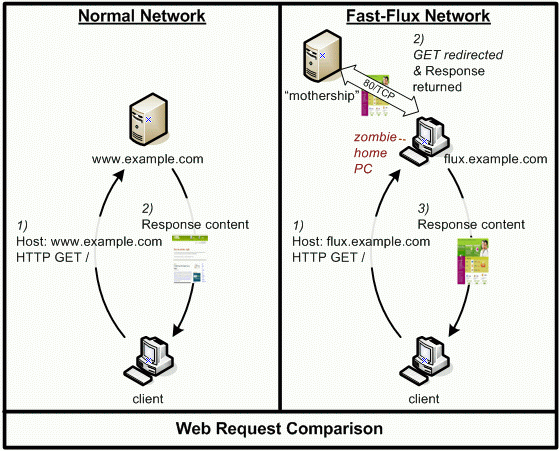 Normal Network
www.example.com
1)
Host: www.example.com
HTTP GET /
2)
Response content
client
Fast-Flux Network
"mothership"
80/TCP
2)
GET redirected
& Response
returned
zombie--
home
PC
flux.example.com
1)
Host: flux.example.com
HTTP GET /
3)
Response content
client
Web Request Comparison